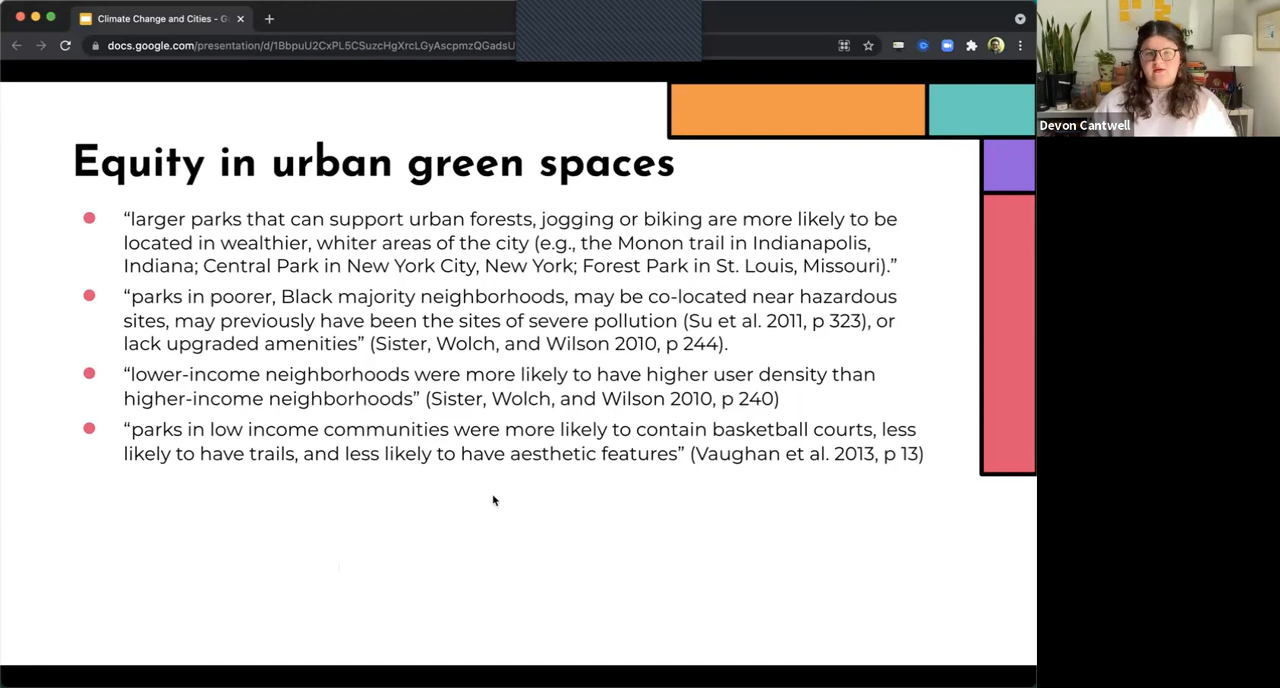 Climate Change and Cities - G
docs.google.com/presentation/d/1BbpuU2CxPL5CSuzcHgXrcLGyAscpmzQGadsU
Devon Cantwell
Equity in urban green spaces
“larger parks that can support urban forests, jogging or biking are more likely to be
located in wealthier, whiter areas of the city (e.g., the Monon trail in Indianapolis,
Indiana; Central Park in New York City, New York; Forest Park in St. Louis, Missouri).”
“parks in poorer, Black majority neighborhoods, may be co-located near hazardous
sites, may previously have been the sites of severe pollution (Su et al. 2011, p 323), or
lack upgraded amenities” (Sister, Wolch, and Wilson 2010, p 244).
“lower-income neighborhoods were more likely to have higher user density than
higher-income neighborhoods” (Sister, Wolch, and Wilson 2010, p 240)
“parks in low income communities were more likely to contain basketball courts, less
likely to have trails, and less likely to have aesthetic features” (Vaughan et al. 2013, p 13)